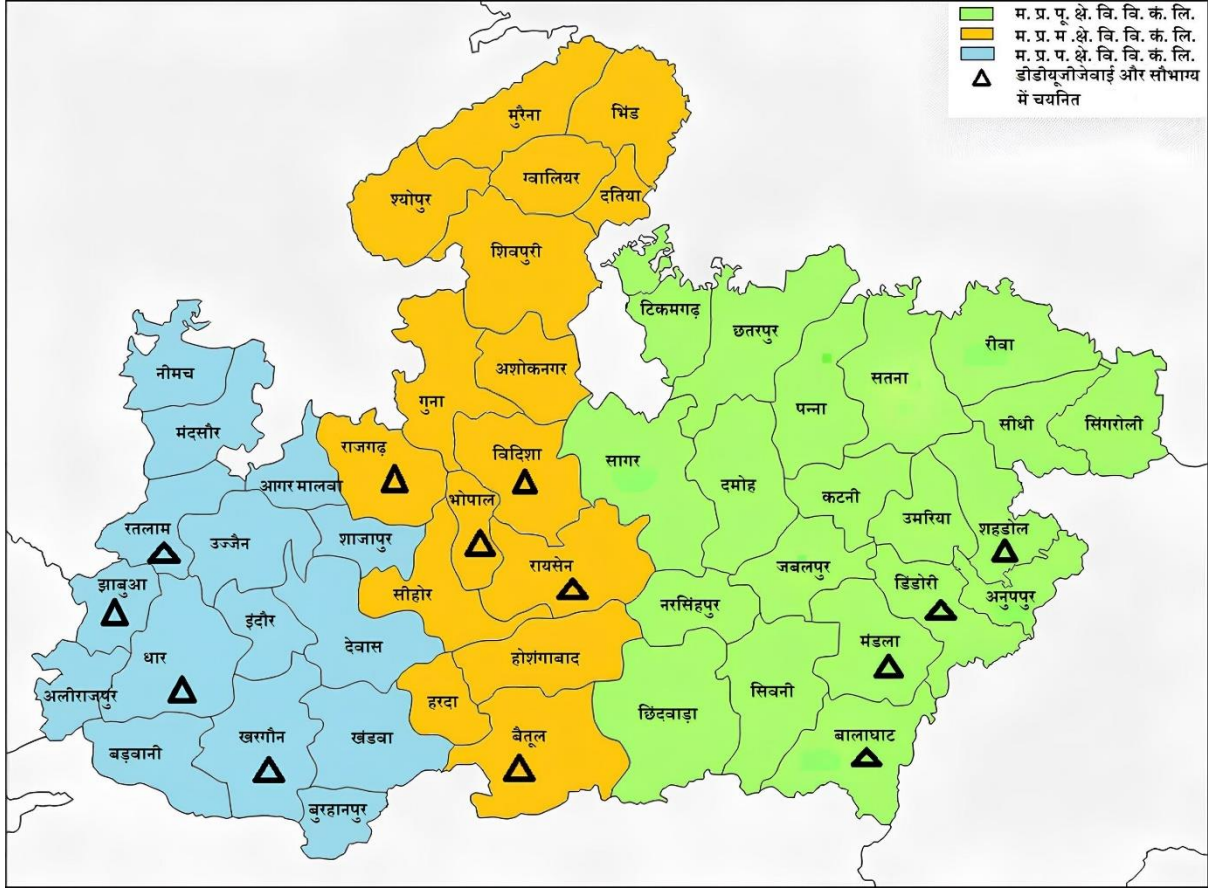 म. प्र. पू. क्षे. वि. वि. कं. लि.
म. प्र. म .क्षे. वि. वि. कं. लि.
म. प्र. प. क्षे. वि. वि. कं. लि.
डीडीयूजीजेवाई और सौभाग्य
में चयनित
मुरैना
भिंड
ग्वालियर
श्योपुर
दतिया
शिवपुरी
टिकमगढ़
छतरपुर
रीवा
नीमच
अशोकनगर
सतना
गुना
पन्ना
सीधी
सिंगरोली
मंदसौर
राजगढ़
विदिशा
सागर
आगर मालवा
भोपाल
दमोह
कटनी
उमरिया
शहडोल
रतलाम
उज्जैन
शाजापुर
रायसेन
जबलपुर
डिंडोरी
अनुपपुर
झाबुआ
सीहोर
नरसिंहपुर
इंदौर
देवास
होशंगाबाद
मंडला
धार
अलीराजपुर
हरदा
सिवनी
छिंदवाड़ा
बड़वानी
खरगौन
खंडवा
बैतूल
बालाघाट
बुरहानपुर